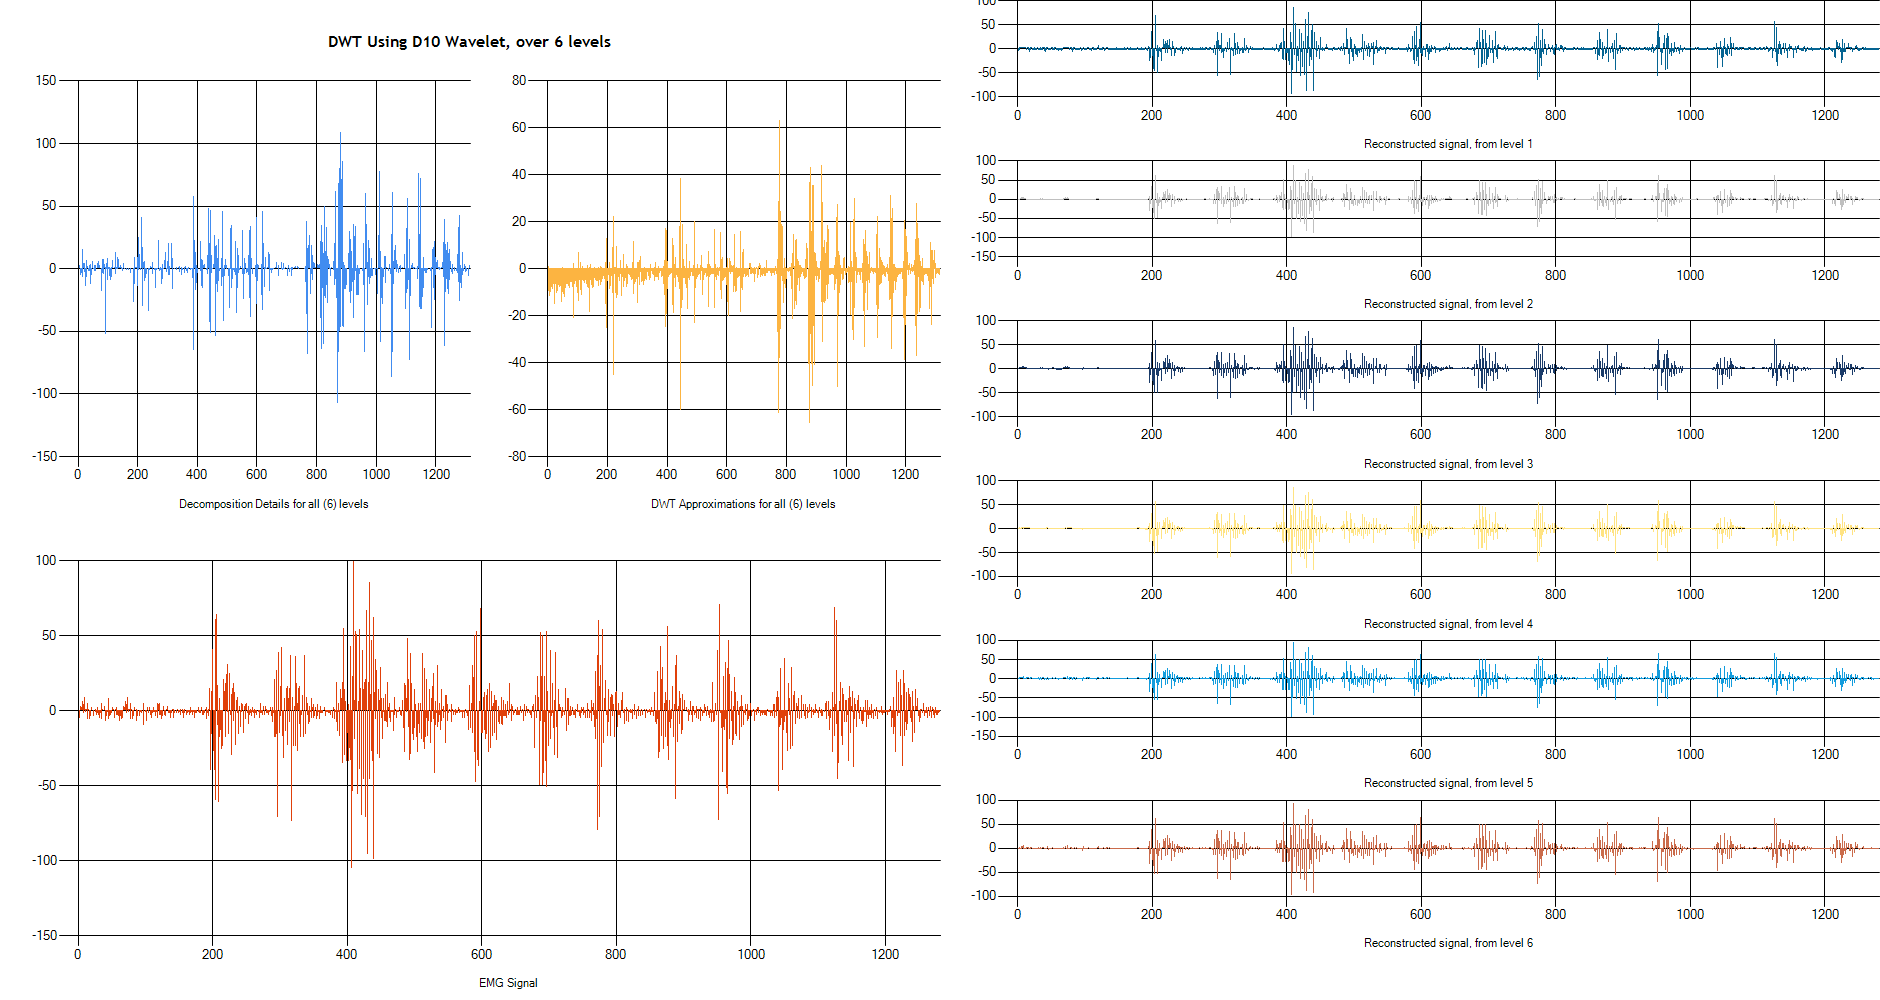 DWT Using D10 Wavelet, over 6 levels
150
100
50
0
-50
-100
-150
0 200 400 600 800 1000 1200
Decomposition Details for all (6) levels
80
60
40
20
0
-20
-40
-60
-80
0 200 400 600 800 1000 1200
DWT Approximations for all (6) levels
100
50
0
-50
-100
-150
0 200 400 600 800 1000 1200
EMG Signal
100
50
0
-50
-100
0 200 400 600 800 1000 1200
Reconstructed signal, from level 1
100
50
0
-50
-100
-150
0 200 400 600 800 1000 1200
Reconstructed signal, from level 2
100
50
0
-50
-100
0 200 400 600 800 1000 1200
Reconstructed signal, from level 3
100
50
0
-50
-100
0 200 400 600 800 1000 1200
Reconstructed signal, from level 4
100
50
0
-50
-100
-150
0 200 400 600 800 1000 1200
Reconstructed signal, from level 5
100
50
0
-50
-100
0 200 400 600 800 1000 1200
Reconstructed signal, from level 6